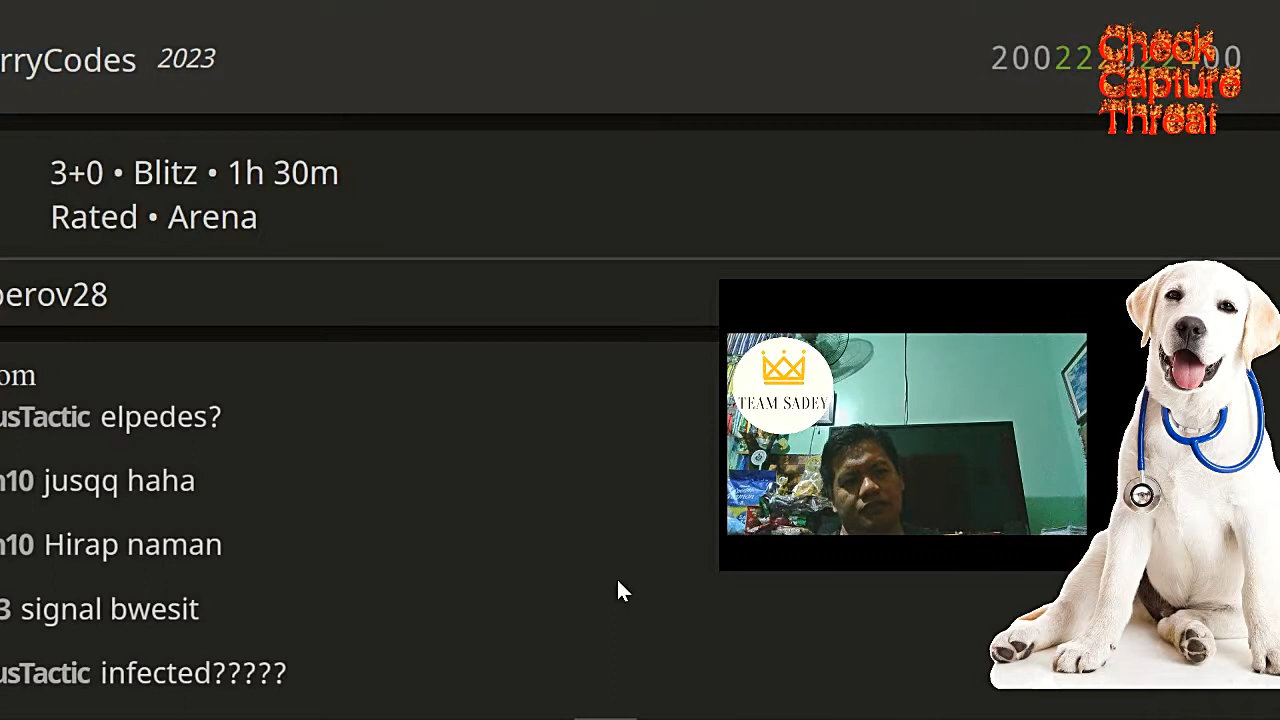 rryCodes 2023
Check
Capture
Threat
3+0 • Blitz • 1h 30m
Rated • Arena
perov28
om
usTactic elpedes?
n10 jusqq haha
TEAM SADEY
n10 Hirap naman
3 signal bwesit
usTactic infected?????